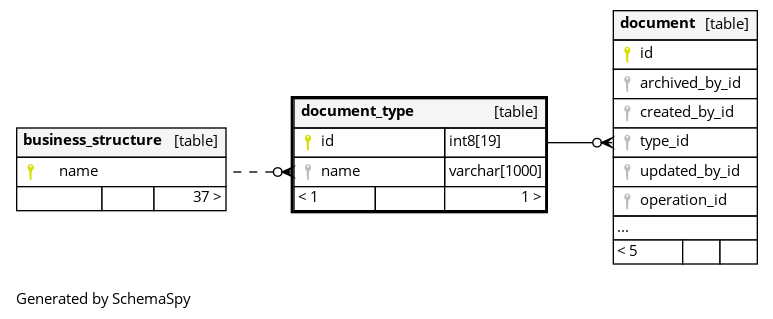 business_structure [table]
name
37 >
document_type [table]
id int8[19]
name varchar[1000]
< 1 1 >
document [table]
id
archived_by_id
created_by_id
type_id
updated_by_id
operation_id
...
< 5
Generated by SchemaSpy